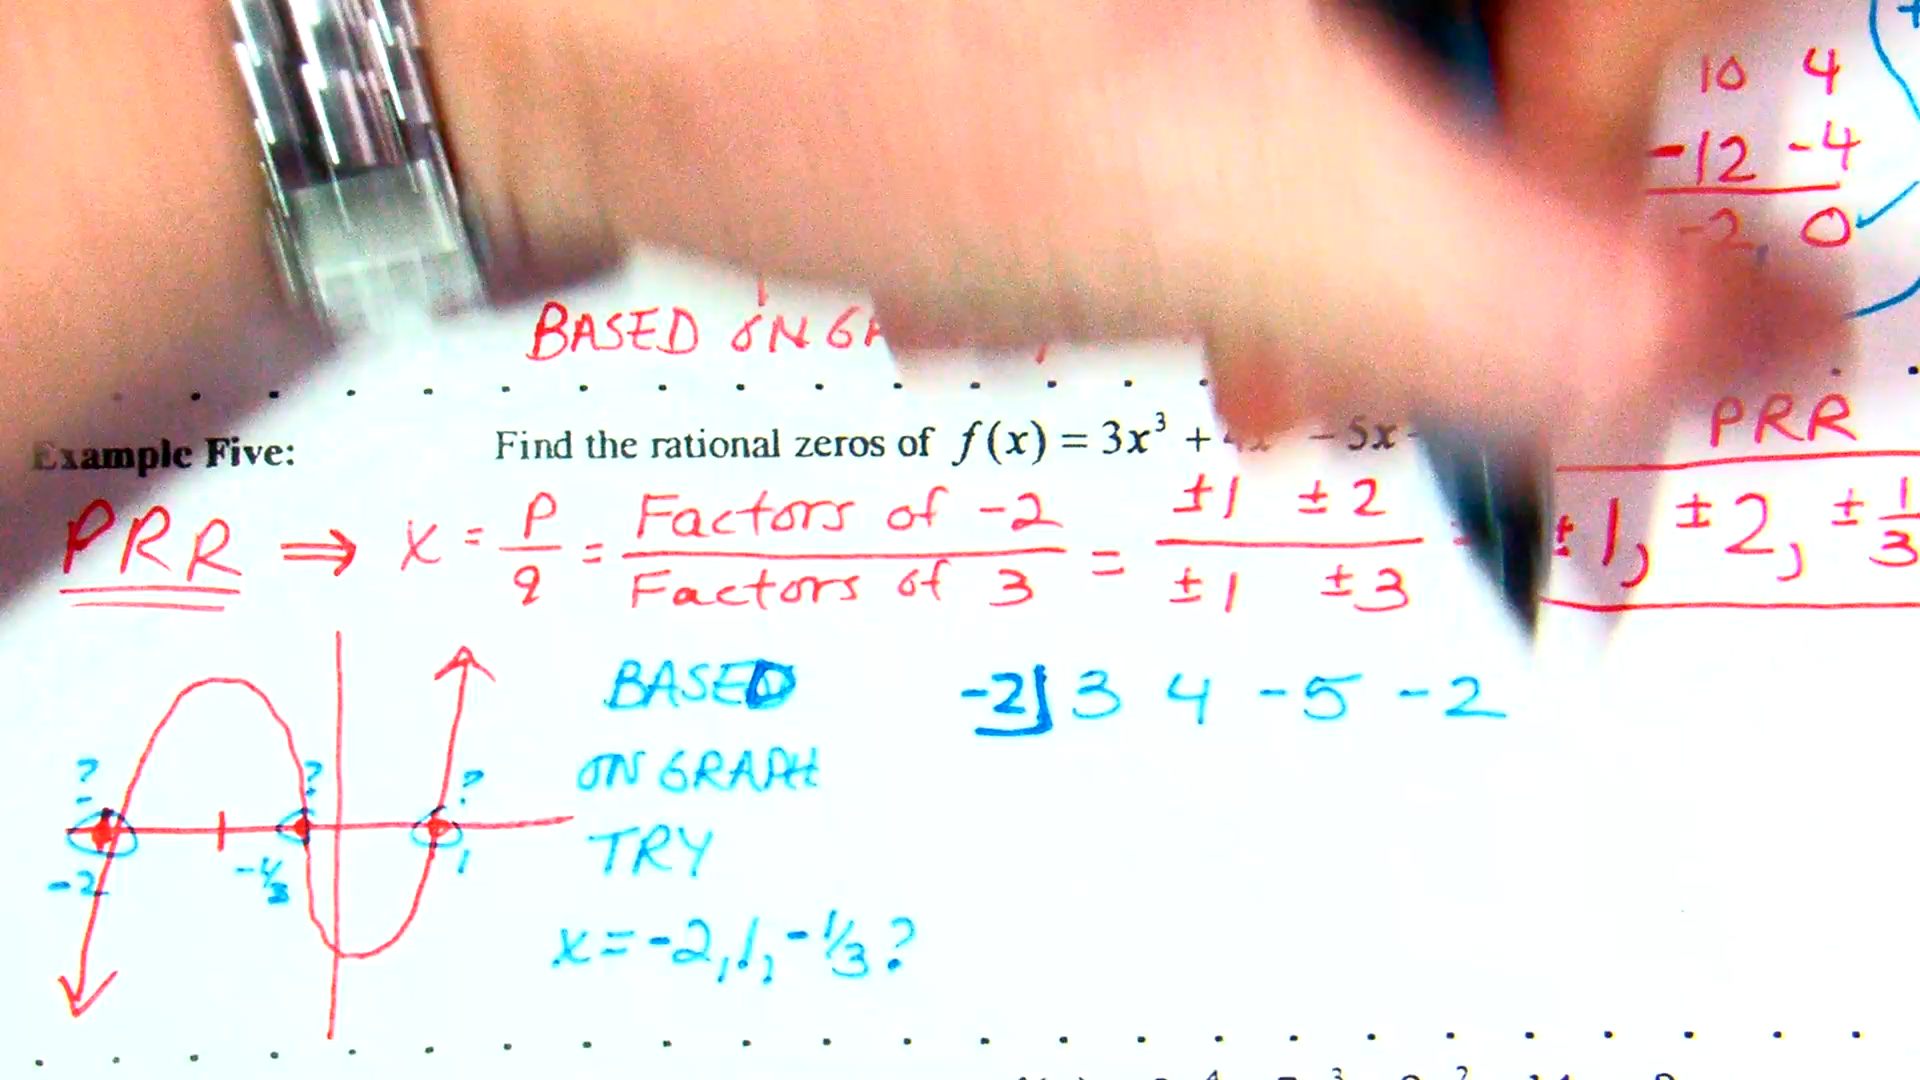 10 4
-12 -4
-2, 0
BASED ON
Example Five: Find the rational zeros of f(x) = 3x³ + - 5x
PRR
PRR ⇒ x = p/q = Factors of -2 / Factors of 3 = ±1 ±2 / ±1 ±3 ±1, ±2, ± 1/3
BASED
ON GRAPH
TRY
x = -2, 1, -1/3?
-2⌋ 3 4 -5 -2
? ? ?
-2 -1/3 1